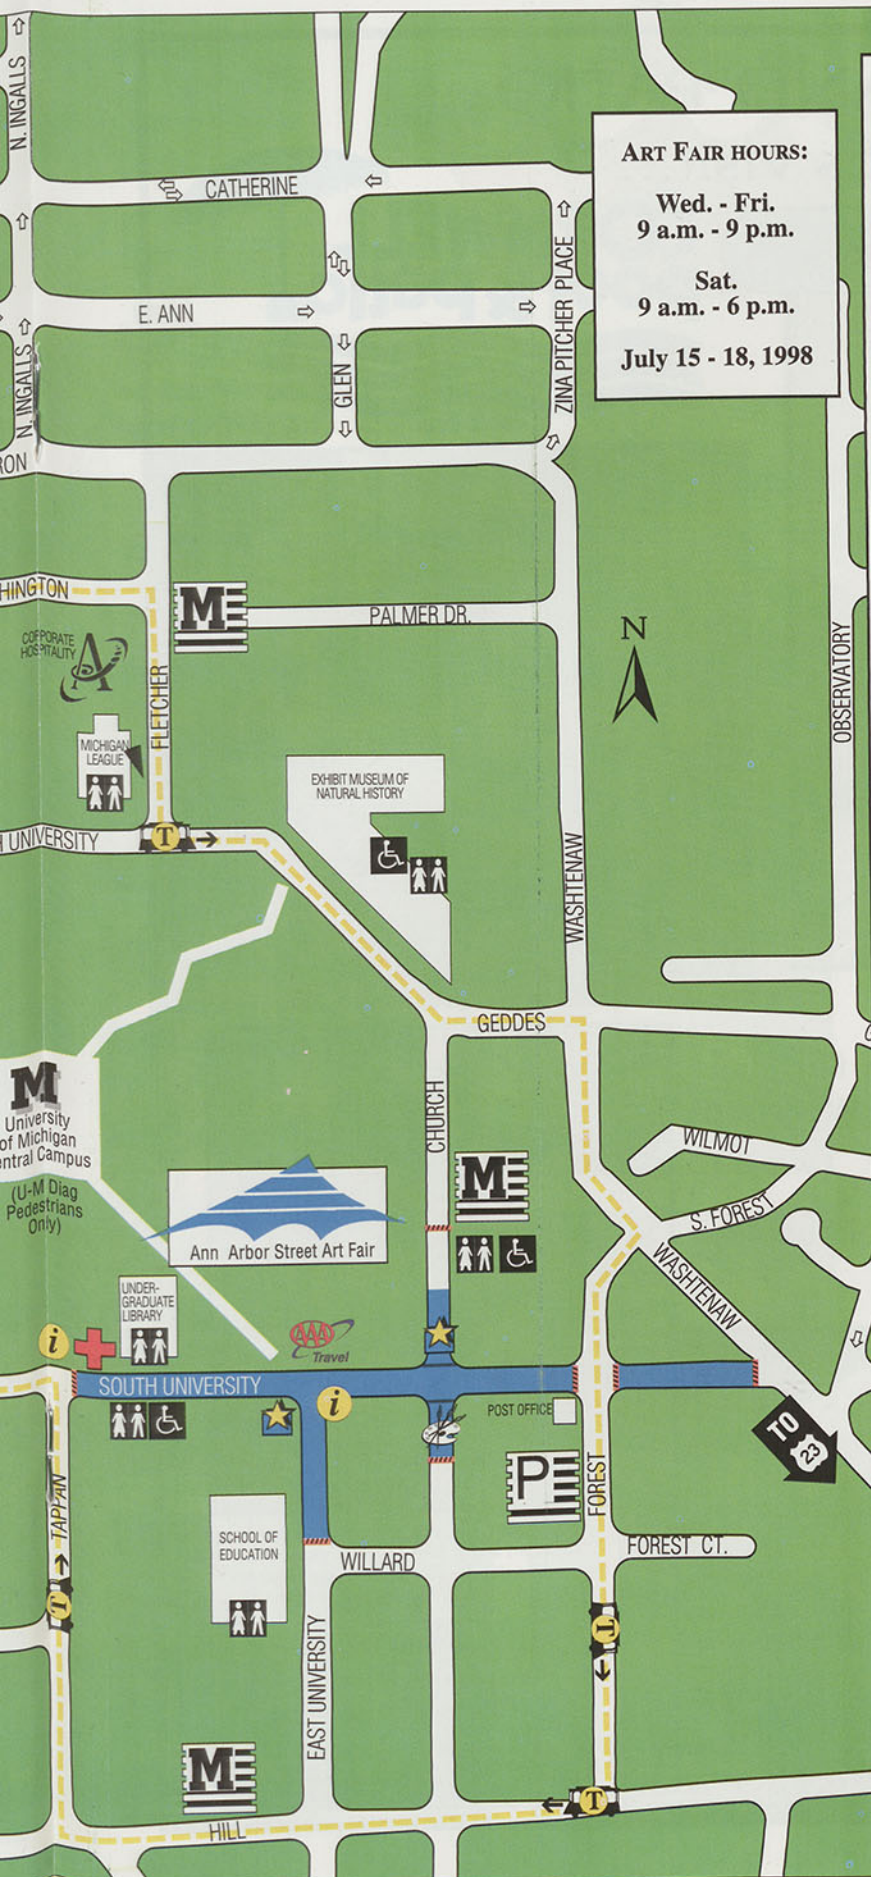 N. INGALLS
ART FAIR HOURS:
Wed. - Fri.
9 a.m. - 9 p.m.
Sat.
9 a.m. - 6 p.m.
July 15 - 18, 1998
CATHERINE
ZINA PITCHER PLACE
E. ANN
N. INGALLS
GLEN
RON
HINGTON
M
PALMER DR.
N
CORPORATE
HOSPITALITY
A
FLETCHER
OBSERVATORY
MICHIGAN
LEAGUE
EXHIBIT MUSEUM OF
NATURAL HISTORY
UNIVERSITY
T
WASHTENAW
GEDDES
M
University
of Michigan
entral Campus
(U-M Diag
Pedestrians
Only)
CHURCH
WILMOT
M
S. FOREST
Ann Arbor Street Art Fair
WASHTENAW
UNDER-
GRADUATE
LIBRARY
i
AAA
Travel
SOUTH UNIVERSITY
i
POST OFFICE
TO
23
P
FOREST
TAPPAN
SCHOOL OF
EDUCATION
WILLARD
FOREST CT.
T
T
EAST UNIVERSITY
M
T
HILL